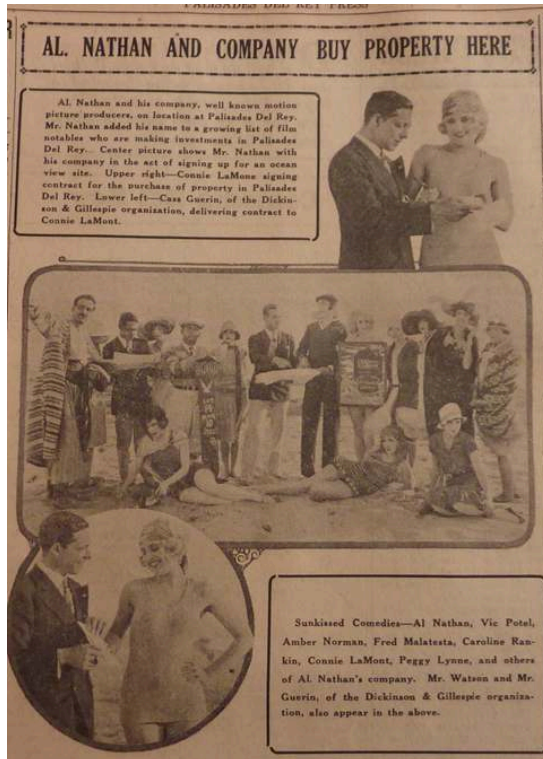 PALISADES DEL REY PRESS
R
AL. NATHAN AND COMPANY BUY PROPERTY HERE
Al. Nathan and his company, well known motion
picture producers, on location at Palisades Del Rey.
Mr. Nathan added his name to a growing list of film
notables who are making investments in Palisades
Del Rey... Center picture shows Mr. Nathan with
his company in the act of signing up for an ocean
view site. Upper right—Connie LaMone signing
contract for the purchase of property in Palisades
Del Rey. Lower left—Cass Guerin, of the Dickin-
son & Gillespie organization, delivering contract to
Connie LaMont.
Sunkissed Comedies—Al Nathan, Vic Potel,
Amber Norman, Fred Malatesta, Caroline Ran-
kin, Connie LaMont, Peggy Lynne, and others
of Al. Nathan's company. Mr. Watson and Mr.
Guerin, of the Dickinson & Gillespie organiza-
tion, also appear in the above.